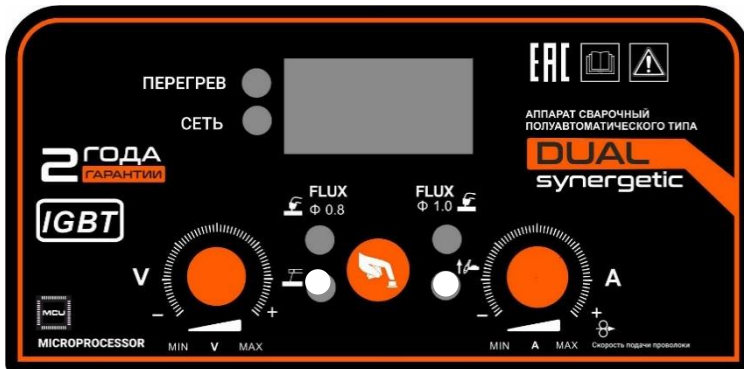 EAC
ПЕРЕГРЕВ
СЕТЬ
АППАРАТ СВАРОЧНЫЙ
ПОЛУАВТОМАТИЧЕСКОГО ТИПА
DUAL
synergetic
2 ГОДА
ГАРАНТИИ
IGBT
FLUX
Ф 0.8
FLUX
Ф 1.0
V
− +
A
− +
MCU
MICROPROCESSOR
MIN V MAX
MIN A MAX
Скорость подачи проволоки